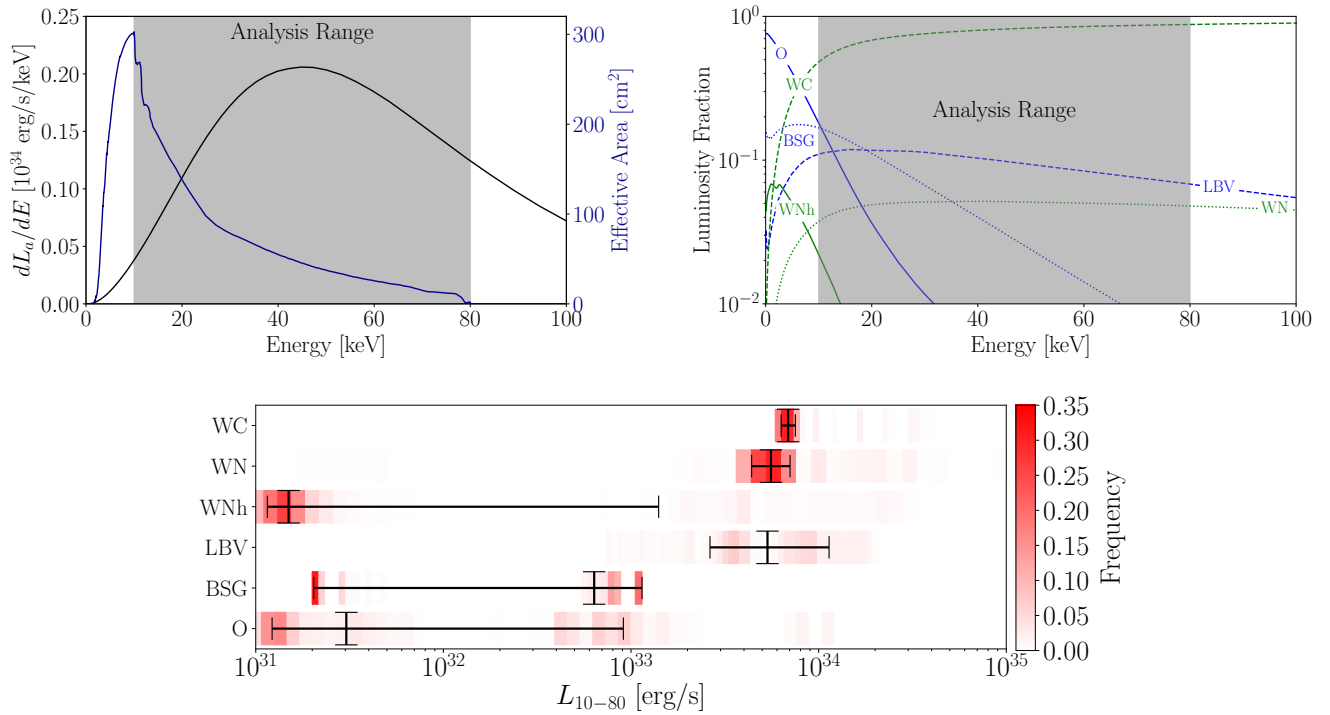 0.25
0.20
0.15
0.10
0.05
0.00
dL_a/dE [10^34 erg/s/keV]
Analysis Range
300
200
100
0
Effective Area [cm^2]
0 20 40 60 80 100
Energy [keV]
10^0
10^-1
10^-2
Luminosity Fraction
O
WC
BSG
WNh
Analysis Range
LBV
WN
0 20 40 60 80 100
Energy [keV]
WC
WN
WNh
LBV
BSG
O
10^31 10^32 10^33 10^34 10^35
L_10−80 [erg/s]
0.35
0.30
0.25
0.20
0.15
0.10
0.05
0.00
Frequency